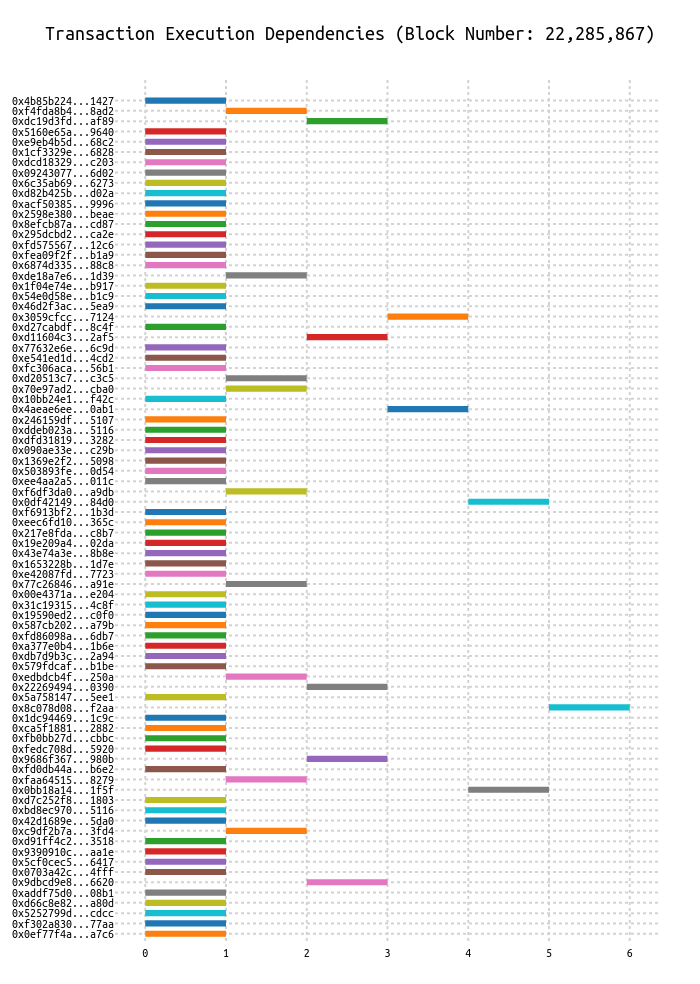 Transaction Execution Dependencies (Block Number: 22,285,867)
0x4b85b224...1427
0xf4fda8b4...8ad2
0xdc19d3fd...af89
0x5160e65a...9640
0xe9eb4b5d...68c2
0x1cf3329e...6828
0xdcd18329...c203
0x09243077...6d02
0x6c35ab69...6273
0xd82b425b...d02a
0xacf50385...9996
0x2598e380...beae
0x8efcb87a...cd87
0x295dcbd2...ca2e
0xfd575567...12c6
0xfea09f2f...b1a9
0x6874d335...88c8
0xde18a7e6...1d39
0x1f04e74e...b917
0x54e0d58e...b1c9
0x46d2f3ac...5ea9
0x3059cfcc...7124
0xd27cabdf...8c4f
0xd11604c3...2af5
0x77632e6e...6c9d
0xe541ed1d...4cd2
0xfc306aca...56b1
0xd20513c7...c3c5
0x70e97ad2...cba0
0x10bb24e1...f42c
0x4aeae6ee...0ab1
0x246159df...5107
0xddeb023a...5116
0xdfd31819...3282
0x090ae33e...c29b
0x1369e2f2...5098
0x503893fe...0d54
0xee4aa2a5...011c
0xf6df3da0...a9db
0x0df42149...84d0
0xf6913bf2...1b3d
0xeec6fd10...365c
0x217e8fda...c8b7
0x19e209a4...02da
0x43e74a3e...8b8e
0x1653228b...1d7e
0xe42087fd...7723
0x77c26846...a91e
0x00e4371a...e204
0x31c19315...4c8f
0x19590ed2...c0f0
0x587cb202...a79b
0xfd86098a...6db7
0xa377e0b4...1b6e
0xdb7d9b3c...2a94
0x579fdcaf...b1be
0xedbdcb4f...250a
0x22269494...0390
0x5a758147...5ee1
0x8c078d08...f2aa
0x1dc94469...1c9c
0xca5f1881...2882
0xfb0bb27d...cbbc
0xfedc708d...5920
0x9686f367...980b
0xfd0db44a...b6e2
0xfaa64515...8279
0x0bb18a14...1f5f
0xd7c252f8...1803
0xbd8ec970...5116
0x42d1689e...5da0
0xc9df2b7a...3fd4
0xd91ff4c2...3518
0x9390910c...aa1e
0x5cf0cec5...6417
0x0703a42c...4fff
0x9dbcd9e8...6620
0xaddf75d0...08b1
0xd66c8e82...a80d
0x5252799d...cdcc
0xf302a830...77aa
0x0ef77f4a...a7c6
0 1 2 3 4 5 6